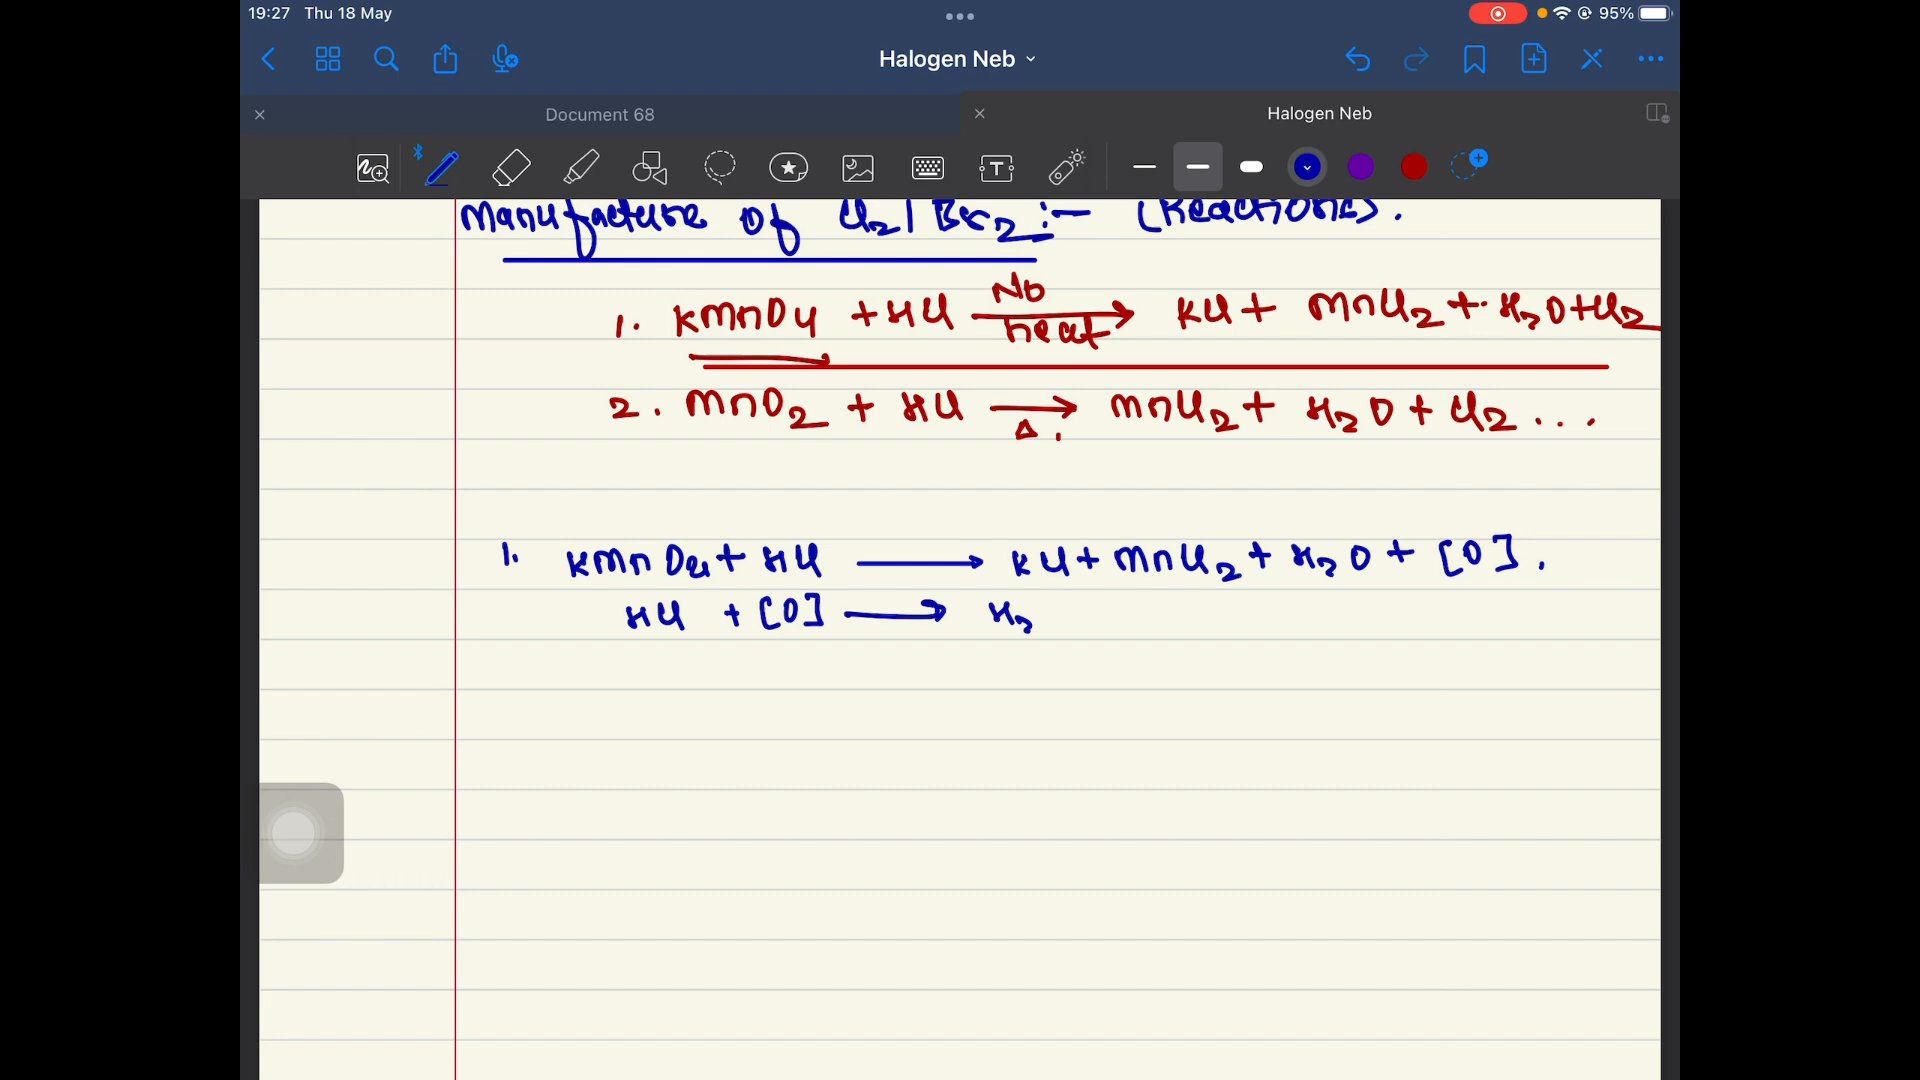 19:27 Thu 18 May 95%
Halogen Neb
Document 68 Halogen Neb
Manufacture of Cl2/Br2:- (Reactions).
1. KMnO4 + HCl No heat → KCl + MnCl2 + H2O + Cl2
2. MnO2 + HCl → Δ. MnCl2 + H2O + Cl2 ...
1. KMnO4 + HCl → KCl + MnCl2 + H2O + [O].
HCl + [O] → H2